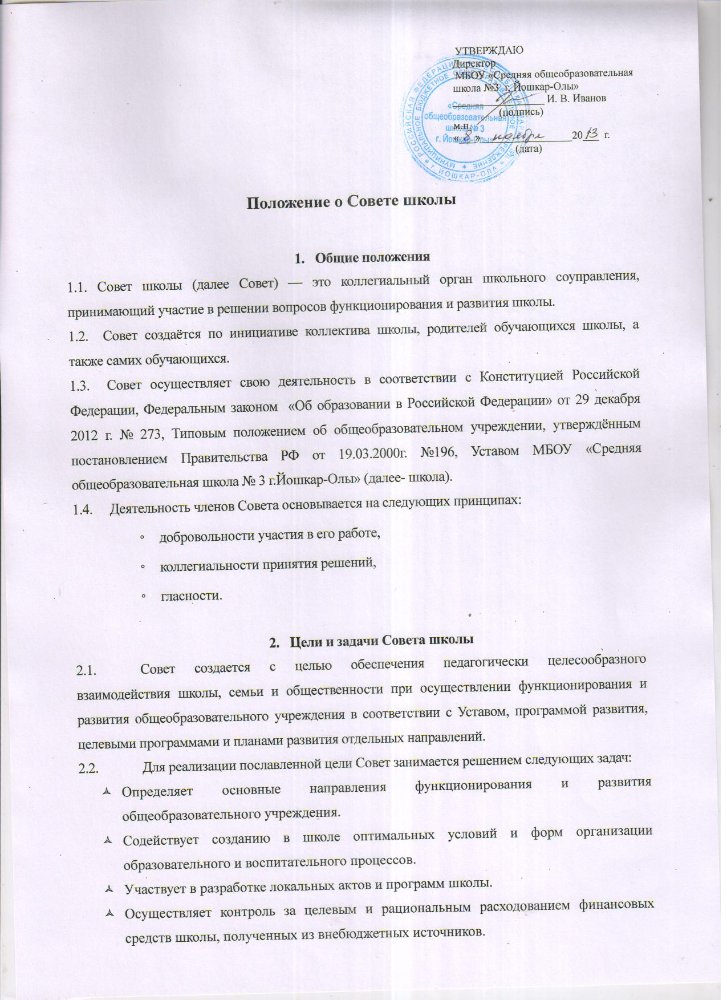 УТВЕРЖДАЮ
Директор
МБОУ «Средняя общеобразовательная
школа №3 г. Йошкар-Олы»
И. В. Иванов
(подпись)
м.п.
« 8 » ноября 2013 г.
(дата)
РОССИЙСКАЯ ФЕДЕРАЦИЯ
МУНИЦИПАЛЬНОЕ БЮДЖЕТНОЕ ОБЩЕОБРАЗОВАТЕЛЬНОЕ УЧРЕЖДЕНИЕ
г. ЙОШКАР-ОЛА
«Средняя
общеобразовательная
школа № 3
г. Йошкар-Олы»
Положение о Совете школы
1. Общие положения
1.1. Совет школы (далее Совет) — это коллегиальный орган школьного соуправления,
принимающий участие в решении вопросов функционирования и развития школы.
1.2. Совет создаётся по инициативе коллектива школы, родителей обучающихся школы, а
также самих обучающихся.
1.3. Совет осуществляет свою деятельность в соответствии с Конституцией Российской
Федерации, Федеральным законом «Об образовании в Российской Федерации» от 29 декабря
2012 г. № 273, Типовым положением об общеобразовательном учреждении, утверждённым
постановлением Правительства РФ от 19.03.2000г. №196, Уставом МБОУ «Средняя
общеобразовательная школа № 3 г.Йошкар-Олы» (далее- школа).
1.4. Деятельность членов Совета основывается на следующих принципах:
◦ добровольности участия в его работе,
◦ коллегиальности принятия решений,
◦ гласности.
2. Цели и задачи Совета школы
2.1. Совет создается с целью обеспечения педагогически целесообразного
взаимодействия школы, семьи и общественности при осуществлении функционирования и
развития общеобразовательного учреждения в соответствии с Уставом, программой развития,
целевыми программами и планами развития отдельных направлений.
2.2. Для реализации пославленной цели Совет занимается решением следующих задач:
Определяет основные направления функционирования и развития
общеобразовательного учреждения.
Содействует созданию в школе оптимальных условий и форм организации
образовательного и воспитательного процессов.
Участвует в разработке локальных актов и программ школы.
Осуществляет контроль за целевым и рациональным расходованием финансовых
средств школы, полученных из внебюджетных источников.